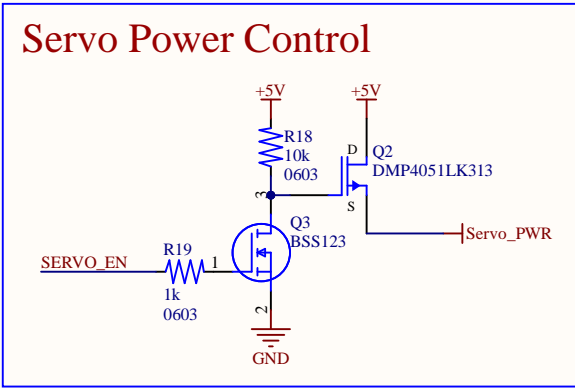 Servo Power Control
+5V
+5V
R18
10k
0603
D
Q2
DMP4051LK313
S
3
Q3
BSS123
Servo_PWR
SERVO_EN
R19
1k
0603
1
2
GND